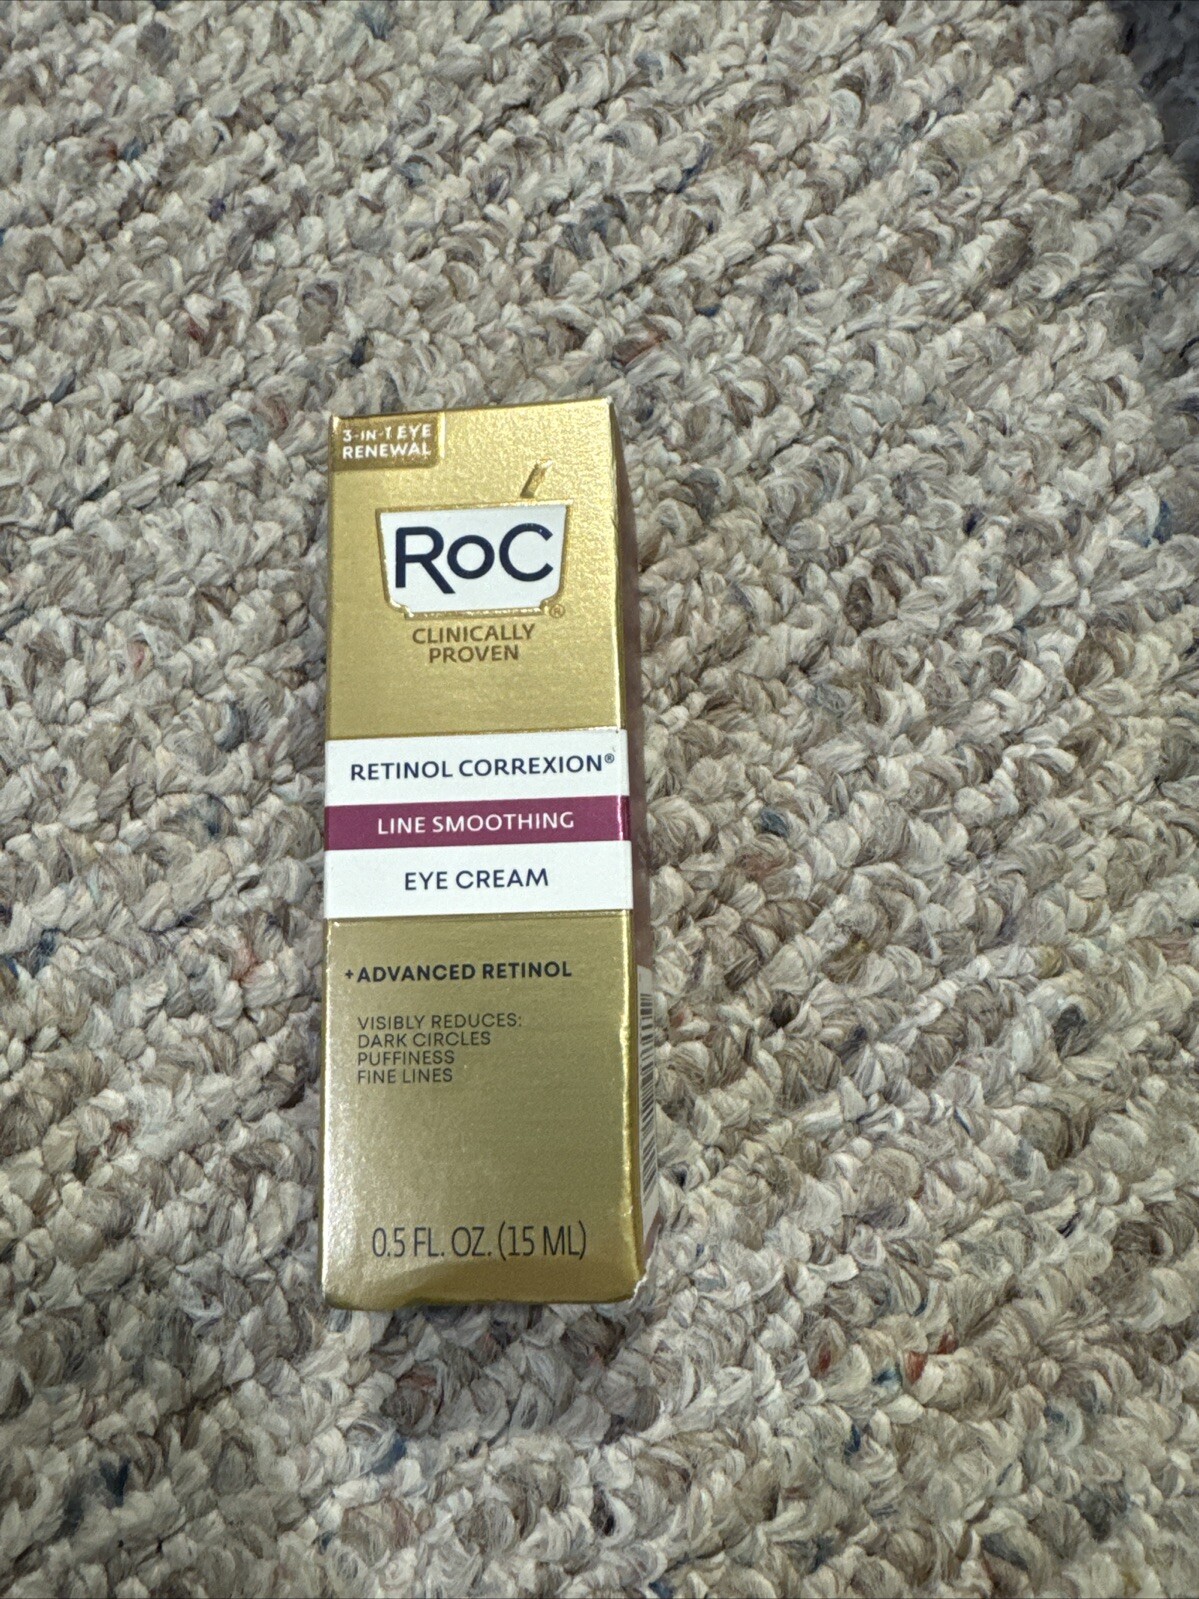 3-IN-1 EYE
RENEWAL
RoC®
CLINICALLY
PROVEN
RETINOL CORREXION®
LINE SMOOTHING
EYE CREAM
+ADVANCED RETINOL
VISIBLY REDUCES:
DARK CIRCLES
PUFFINESS
FINE LINES
0.5 FL. OZ. (15 ML)